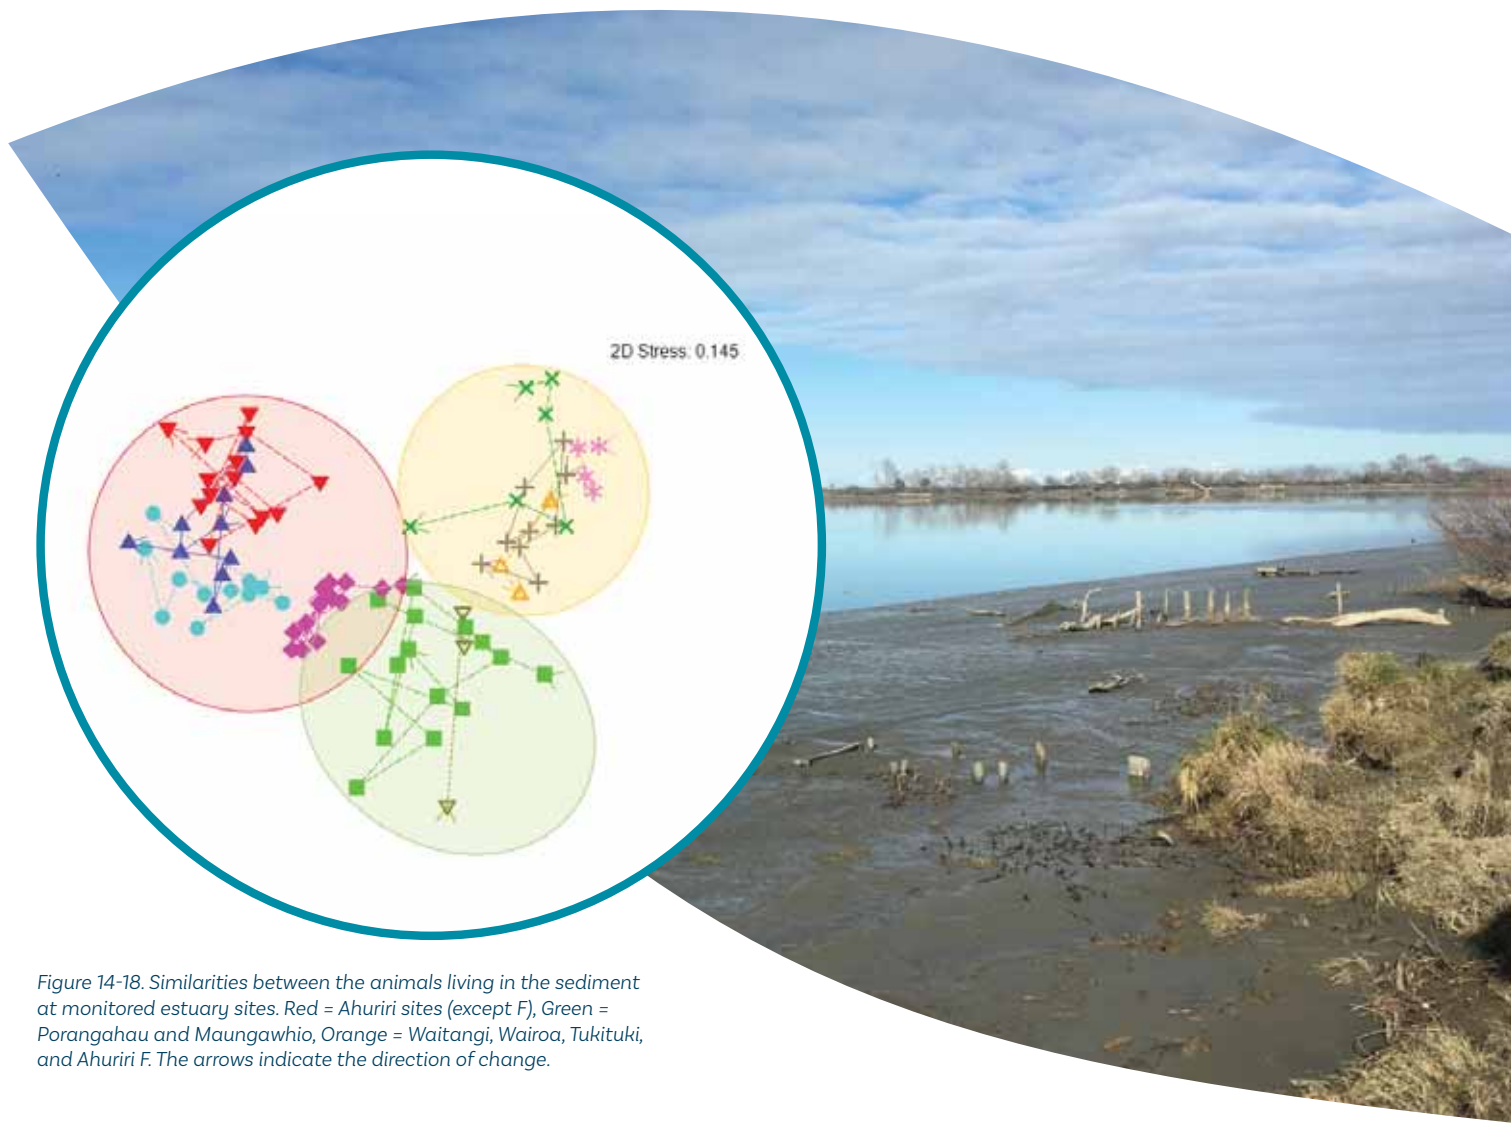 2D Stress: 0.145
Figure 14-18. Similarities between the animals living in the sediment
at monitored estuary sites. Red = Ahuriri sites (except F), Green =
Porangahau and Maungawhio, Orange = Waitangi, Wairoa, Tukituki,
and Ahuriri F. The arrows indicate the direction of change.